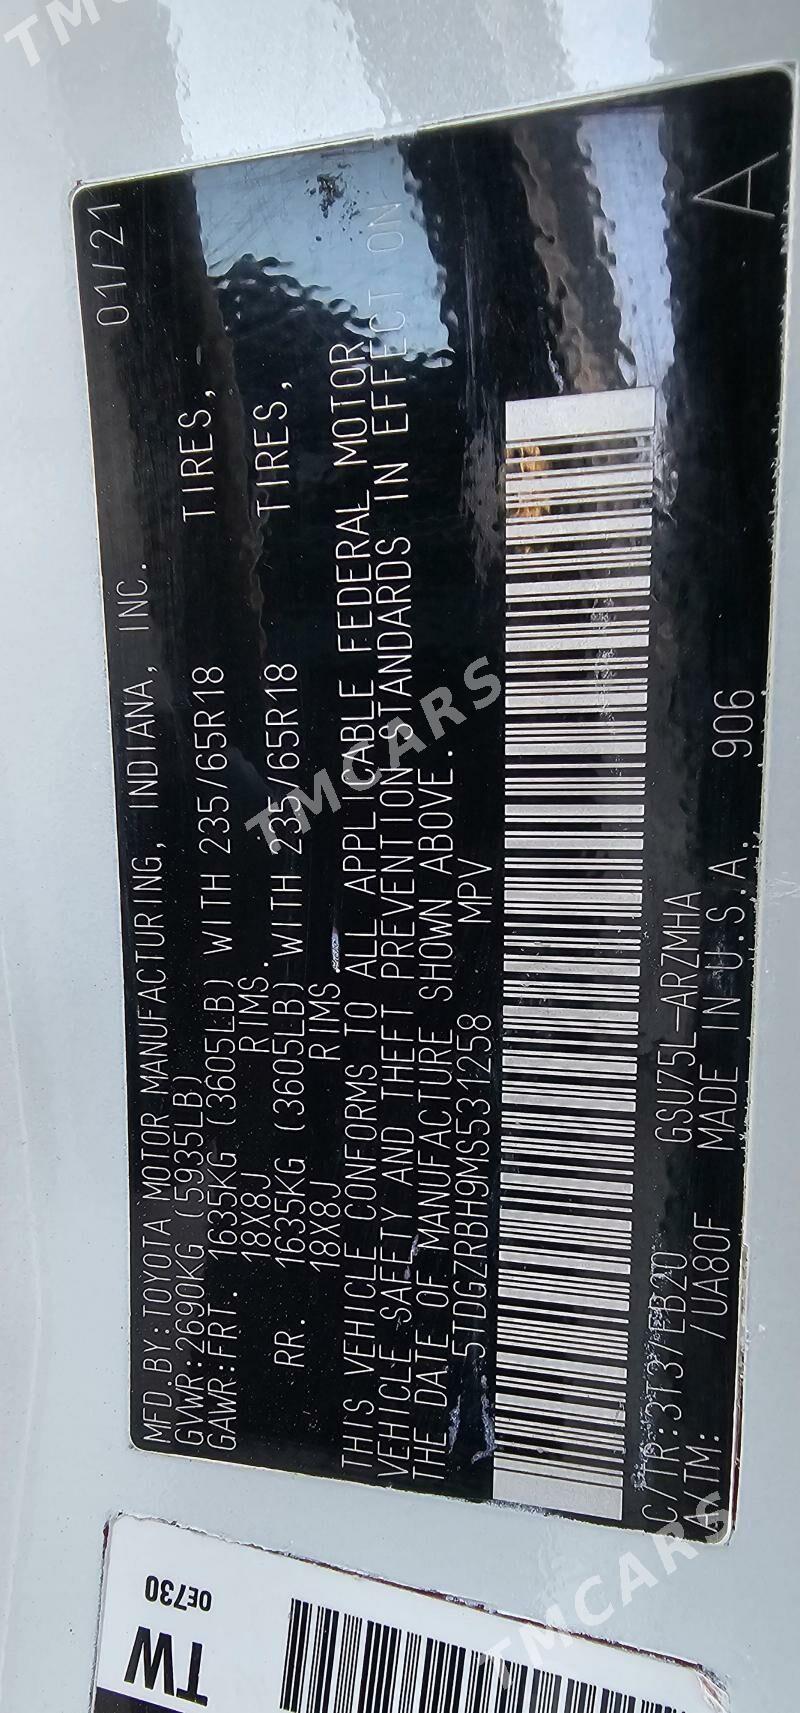 MFD.BY:TOYOTA MOTOR MANUFACTURING, INDIANA, INC. 01/21
GVWR:2690KG (5935LB)
GAWR:FRT. 1635KG (3605LB) WITH 235/65R18 TIRES,
18X8J RIMS.
RR. 1635KG (3605LB) WITH 235/65R18 TIRES,
18X8J RIMS.
THIS VEHICLE CONFORMS TO ALL APPLICABLE FEDERAL MOTOR
VEHICLE SAFETY AND THEFT PREVENTION STANDARDS IN EFFECT ON
THE DATE OF MANUFACTURE SHOWN ABOVE.
5TDGZRBH9MS531258 MPV
C/TR:3T37/EB20 GSU75L-ARZMHA
A/TM: /UA80F MADE IN U.S.A. 906 A
TW 0E730
TMCARS
TMCARS